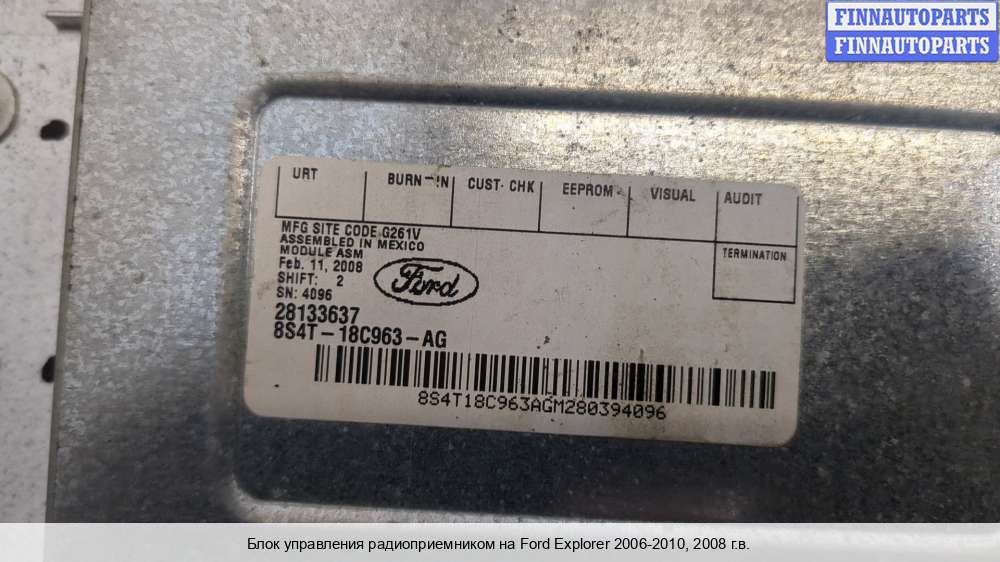 FINNAUTOPARTS
FINNAUTOPARTS
URT
BURN-IN
CUST. CHK
EEPROM
VISUAL
AUDIT
TERMINATION
MFG SITE CODE G261V
ASSEMBLED IN MEXICO
MODULE ASM
Feb. 11, 2008
SHIFT: 2
SN: 4096
Ford
28133637
8S4T-18C963-AG
8S4T18C963AGM280394096
Блок управления радиоприемником на Ford Explorer 2006-2010, 2008 г.в.